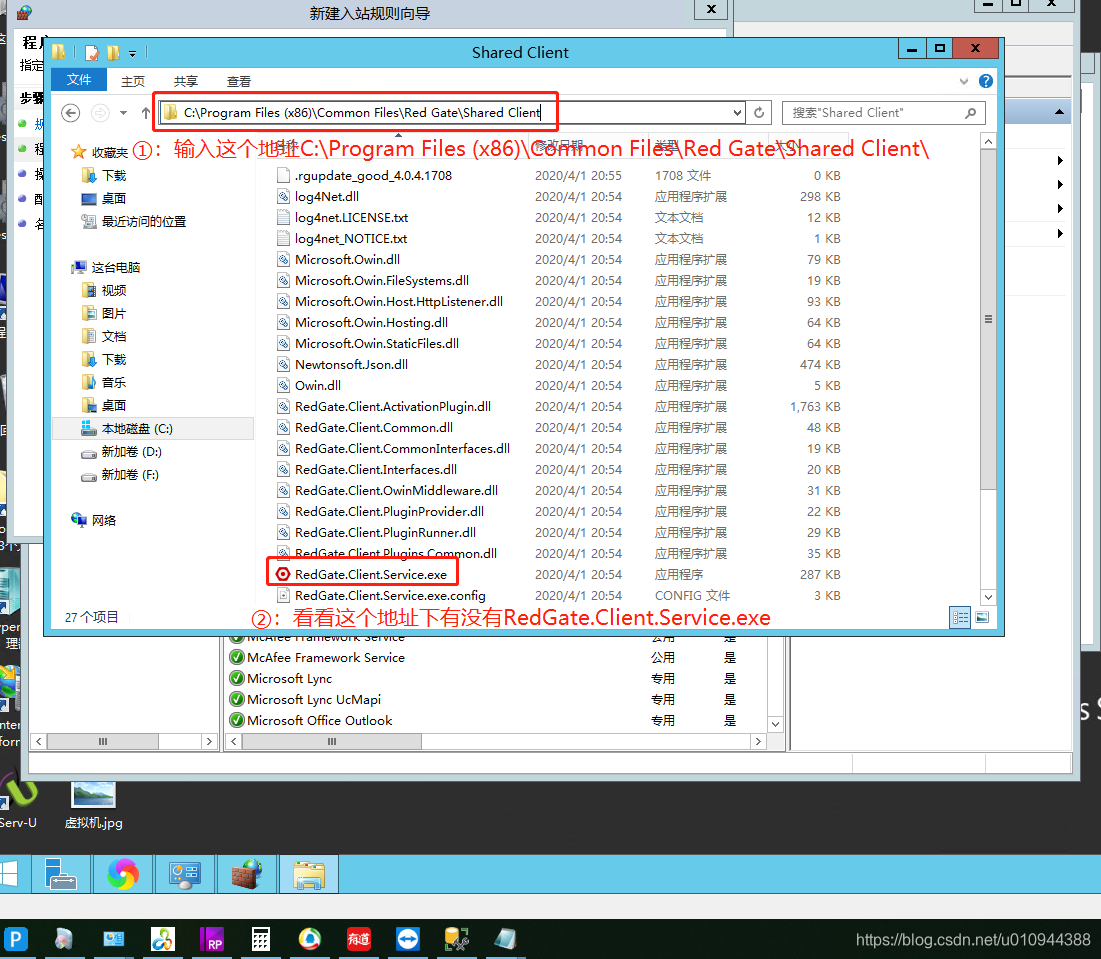 新建入站规则向导
程序
指定
步骤
Shared Client
文件
主页
共享
查看
C:\Program Files (x86)\Common Files\Red Gate\Shared Client
搜索"Shared Client"
名称
修改日期
类型
大小
①：输入这个地址C:\Program Files (x86)\Common Files\Red Gate\Shared Client\
收藏夹
下载
桌面
最近访问的位置
这台电脑
视频
图片
文档
下载
音乐
桌面
本地磁盘 (C:)
新加卷 (D:)
新加卷 (F:)
网络
.rgupdate_good_4.0.4.1708 2020/4/1 20:55 1708 文件 0 KB
log4Net.dll 2020/4/1 20:54 应用程序扩展 298 KB
log4net.LICENSE.txt 2020/4/1 20:54 文本文档 12 KB
log4net_NOTICE.txt 2020/4/1 20:54 文本文档 1 KB
Microsoft.Owin.dll 2020/4/1 20:54 应用程序扩展 79 KB
Microsoft.Owin.FileSystems.dll 2020/4/1 20:54 应用程序扩展 19 KB
Microsoft.Owin.Host.HttpListener.dll 2020/4/1 20:54 应用程序扩展 93 KB
Microsoft.Owin.Hosting.dll 2020/4/1 20:54 应用程序扩展 64 KB
Microsoft.Owin.StaticFiles.dll 2020/4/1 20:54 应用程序扩展 64 KB
Newtonsoft.Json.dll 2020/4/1 20:54 应用程序扩展 474 KB
Owin.dll 2020/4/1 20:54 应用程序扩展 5 KB
RedGate.Client.ActivationPlugin.dll 2020/4/1 20:54 应用程序扩展 1,763 KB
RedGate.Client.Common.dll 2020/4/1 20:54 应用程序扩展 48 KB
RedGate.Client.CommonInterfaces.dll 2020/4/1 20:54 应用程序扩展 19 KB
RedGate.Client.Interfaces.dll 2020/4/1 20:54 应用程序扩展 20 KB
RedGate.Client.OwinMiddleware.dll 2020/4/1 20:54 应用程序扩展 31 KB
RedGate.Client.PluginProvider.dll 2020/4/1 20:54 应用程序扩展 22 KB
RedGate.Client.PluginRunner.dll 2020/4/1 20:54 应用程序扩展 29 KB
RedGate.Client.Plugins.Common.dll 2020/4/1 20:54 应用程序扩展 35 KB
RedGate.Client.Service.exe 2020/4/1 20:54 应用程序 287 KB
RedGate.Client.Service.exe.config 2020/4/1 20:54 CONFIG 文件 3 KB
27 个项目
②：看看这个地址下有没有RedGate.Client.Service.exe
McAfee Framework Service 公用 是
McAfee Framework Service 公用 是
Microsoft Lync 专用 是
Microsoft Lync UcMapi 专用 是
Microsoft Office Outlook 专用 是
Serv-U
虚拟机.jpg
RP
有道
https://blog.csdn.net/u010944388